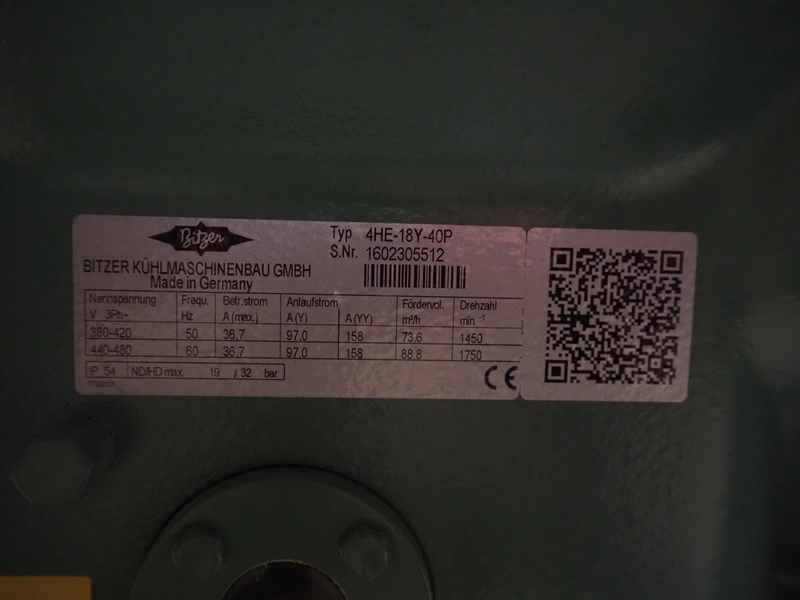 Bitzer
Typ 4HE-18Y-40P
S.Nr. 1602305512
BITZER KÜHLMASCHINENBAU GMBH
Made in Germany
Nennspannung Frequ. Betr.strom Anlaufstrom Fördervol. Drehzahl
V 3Ph~ Hz A (max.) A (Y) A (YY) m³/h min⁻¹
380-420 50 36,7 97,0 158 73,6 1450
440-480 60 36,7 97,0 158 88,8 1750
IP 54 ND/HD max. 19 / 32 bar
CE